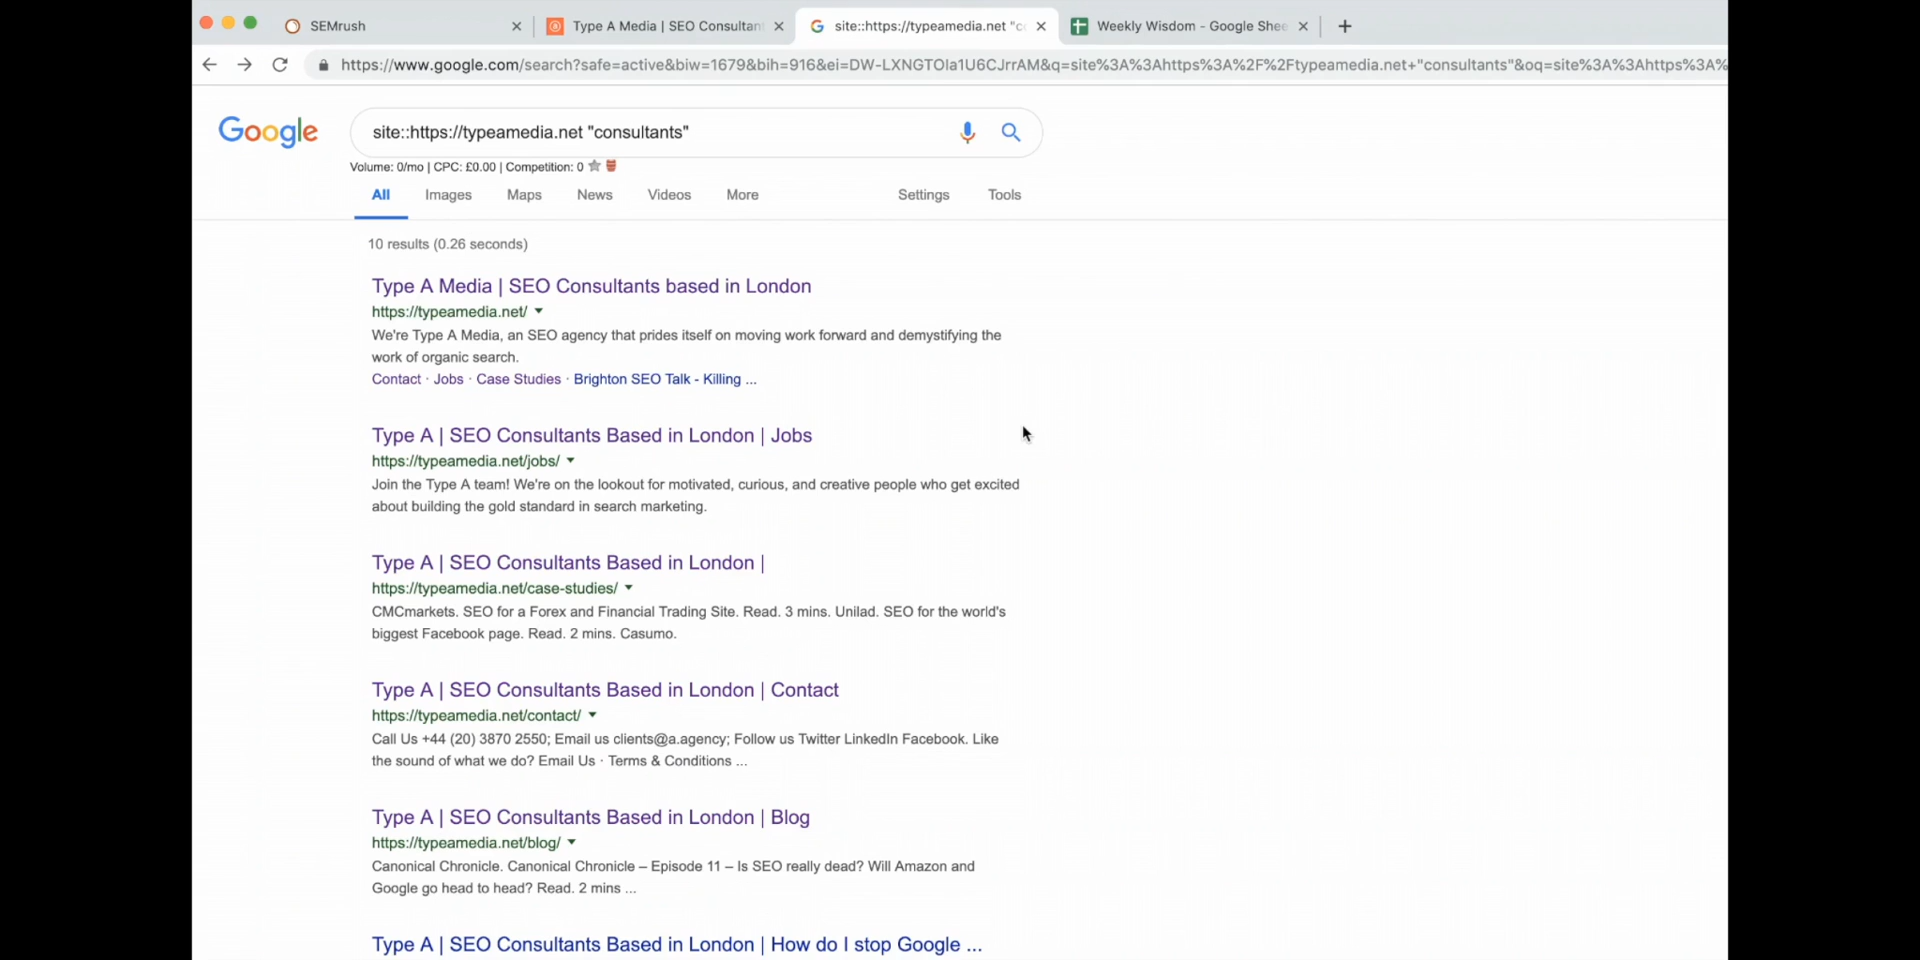 SEMrush
Type A Media | SEO Consultan
site::https://typeamedia.net "co
Weekly Wisdom - Google Shee
https://www.google.com/search?safe=active&biw=1679&bih=916&ei=DW-LXNGTOIa1U6CJrrAM&q=site%3A%3Ahttps%3A%2F%2Ftypeamedia.net+"consultants"&oq=site%3A%3Ahttps%3A%
Google
site::https://typeamedia.net "consultants"
Volume: 0/mo | CPC: £0.00 | Competition: 0
All Images Maps News Videos More Settings Tools
10 results (0.26 seconds)
Type A Media | SEO Consultants based in London
https://typeamedia.net/
We're Type A Media, an SEO agency that prides itself on moving work forward and demystifying the
work of organic search.
Contact · Jobs · Case Studies · Brighton SEO Talk - Killing ...
Type A | SEO Consultants Based in London | Jobs
https://typeamedia.net/jobs/
Join the Type A team! We're on the lookout for motivated, curious, and creative people who get excited
about building the gold standard in search marketing.
Type A | SEO Consultants Based in London |
https://typeamedia.net/case-studies/
CMCmarkets. SEO for a Forex and Financial Trading Site. Read. 3 mins. Unilad. SEO for the world's
biggest Facebook page. Read. 2 mins. Casumo.
Type A | SEO Consultants Based in London | Contact
https://typeamedia.net/contact/
Call Us +44 (20) 3870 2550; Email us clients@a.agency; Follow us Twitter LinkedIn Facebook. Like
the sound of what we do? Email Us · Terms & Conditions ...
Type A | SEO Consultants Based in London | Blog
https://typeamedia.net/blog/
Canonical Chronicle. Canonical Chronicle – Episode 11 – Is SEO really dead? Will Amazon and
Google go head to head? Read. 2 mins ...
Type A | SEO Consultants Based in London | How do I stop Google ...